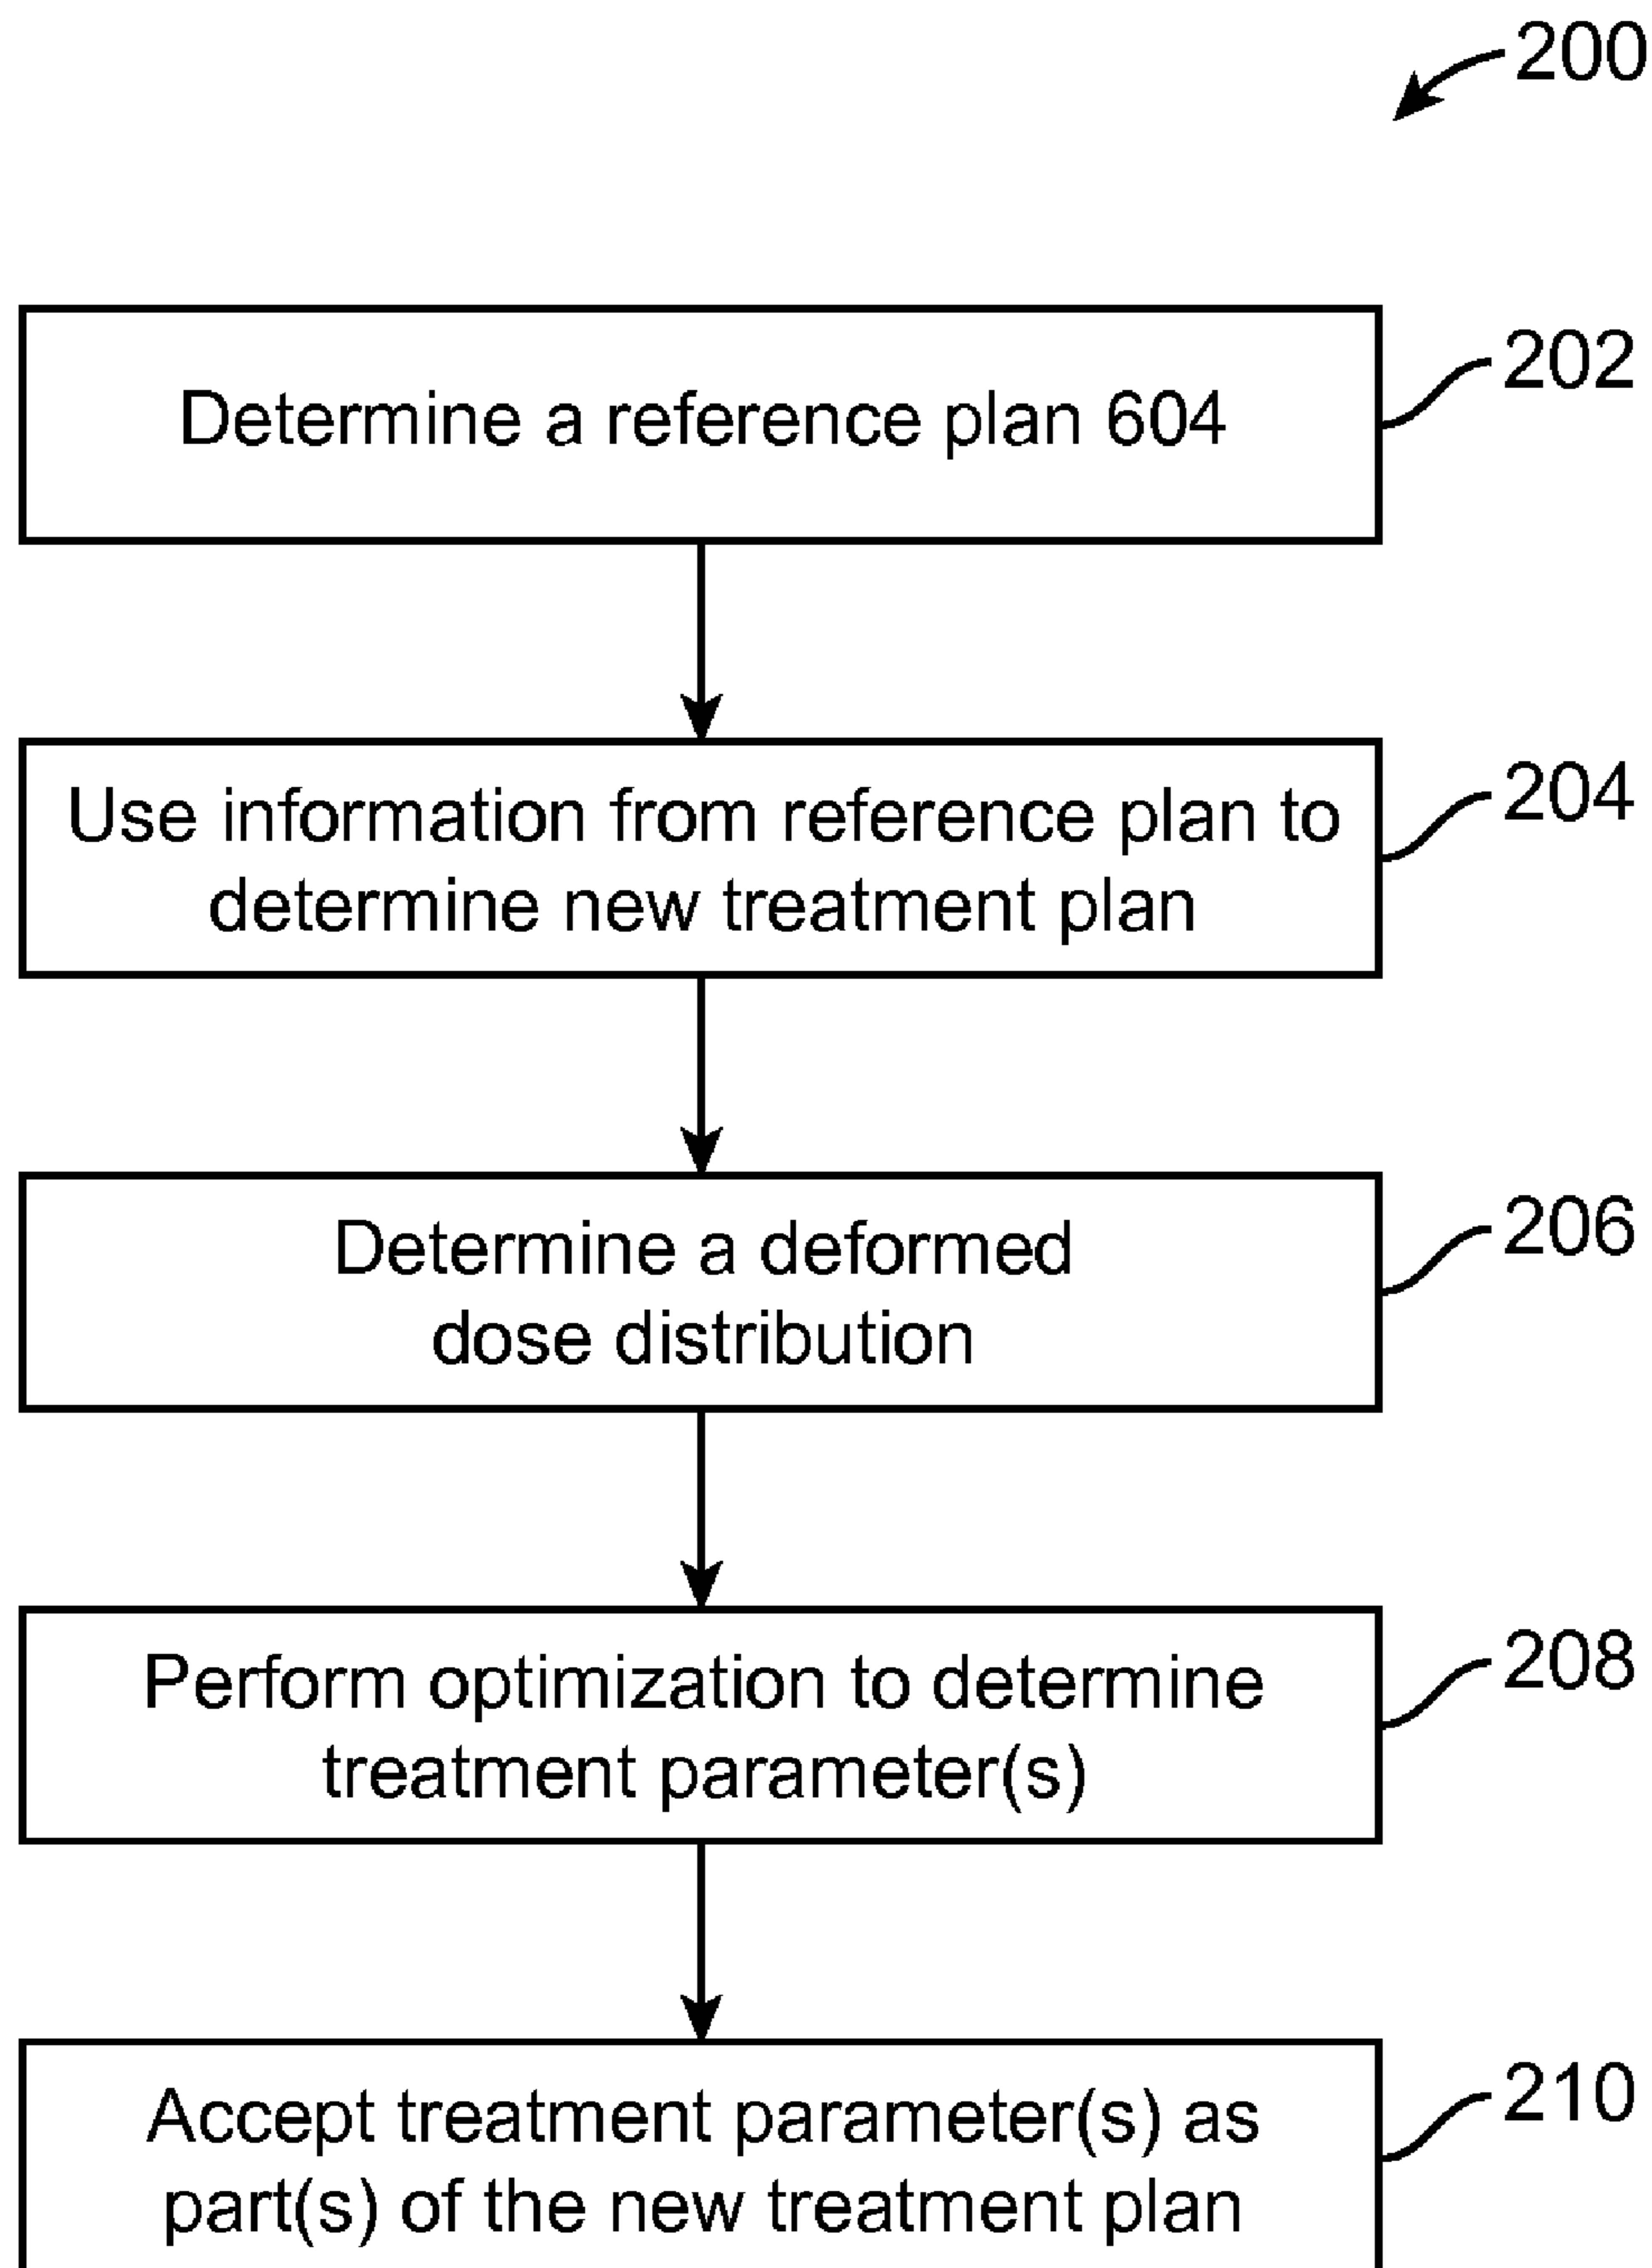 200
Determine a reference plan 604
202
Use information from reference plan to
determine new treatment plan
204
Determine a deformed
dose distribution
206
Perform optimization to determine
treatment parameter(s)
208
Accept treatment parameter(s) as
part(s) of the new treatment plan
210